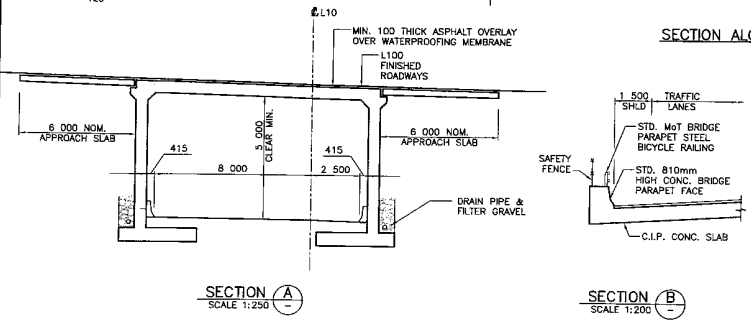 ℄ L10
MIN. 100 THICK ASPHALT OVERLAY
OVER WATERPROOFING MEMBRANE
L100
FINISHED
ROADWAYS
SECTION ALO
6 000 NOM.
APPROACH SLAB
415
8 000
5 000
CLEAR MIN.
415
2 500
6 000 NOM.
APPROACH SLAB
DRAIN PIPE &
FILTER GRAVEL
SECTION A
SCALE 1:250 -
1 500 TRAFFIC
SHLD LANES
STD. MoT BRIDGE
PARAPET STEEL
BICYCLE RAILING
SAFETY
FENCE
STD. 810mm
HIGH CONC. BRIDGE
PARAPET FACE
C.I.P. CONC. SLAB
SECTION B
SCALE 1:200 -